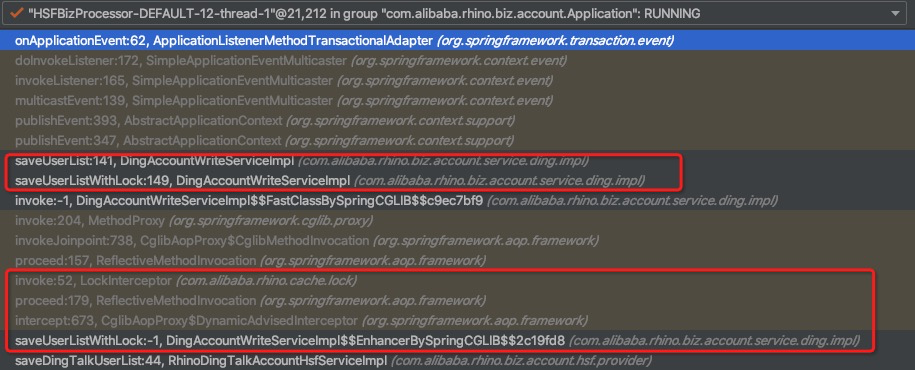 "HSFBizProcessor-DEFAULT-12-thread-1"@21,212 in group "com.alibaba.rhino.biz.account.Application": RUNNING
onApplicationEvent:62, ApplicationListenerMethodTransactionalAdapter (org.springframework.transaction.event)
doInvokeListener:172, SimpleApplicationEventMulticaster (org.springframework.context.event)
invokeListener:165, SimpleApplicationEventMulticaster (org.springframework.context.event)
multicastEvent:139, SimpleApplicationEventMulticaster (org.springframework.context.event)
publishEvent:393, AbstractApplicationContext (org.springframework.context.support)
publishEvent:347, AbstractApplicationContext (org.springframework.context.support)
saveUserList:141, DingAccountWriteServiceImpl (com.alibaba.rhino.biz.account.service.ding.impl)
saveUserListWithLock:149, DingAccountWriteServiceImpl (com.alibaba.rhino.biz.account.service.ding.impl)
invoke:-1, DingAccountWriteServiceImpl$$FastClassBySpringCGLIB$$c9ec7bf9 (com.alibaba.rhino.biz.account.service.ding.impl)
invoke:204, MethodProxy (org.springframework.cglib.proxy)
invokeJoinpoint:738, CglibAopProxy$CglibMethodInvocation (org.springframework.aop.framework)
proceed:157, ReflectiveMethodInvocation (org.springframework.aop.framework)
invoke:52, LockInterceptor (com.alibaba.rhino.cache.lock)
proceed:179, ReflectiveMethodInvocation (org.springframework.aop.framework)
intercept:673, CglibAopProxy$DynamicAdvisedInterceptor (org.springframework.aop.framework)
saveUserListWithLock:-1, DingAccountWriteServiceImpl$$EnhancerBySpringCGLIB$$2c19fd8 (com.alibaba.rhino.biz.account.service.ding.impl)
saveDingTalkUserList:44, RhinoDingTalkAccountHsfServiceImpl (com.alibaba.rhino.biz.account.hsf.provider)